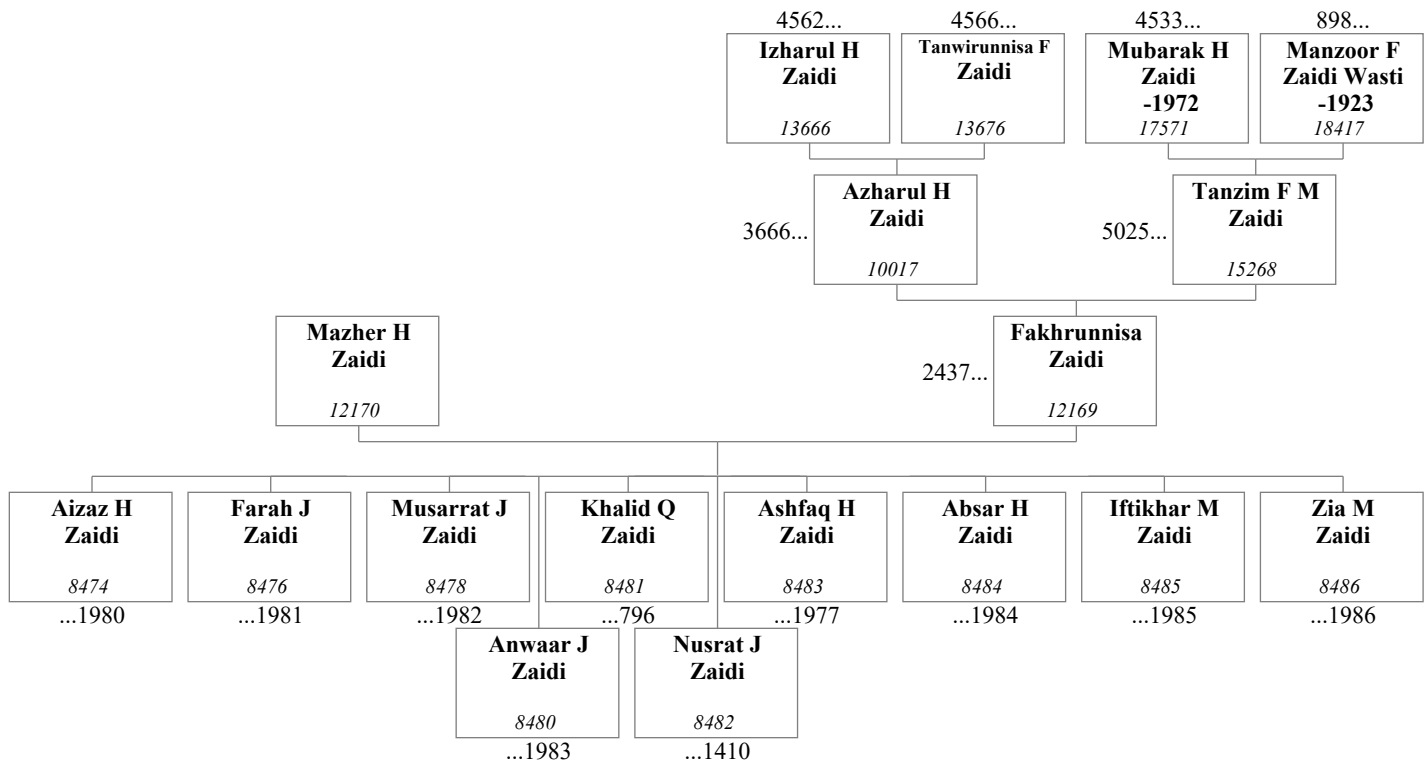 4562...
Izharul H
Zaidi
13666
4566...
Tanwirunnisa F
Zaidi
13676
4533...
Mubarak H
Zaidi
-1972
17571
898...
Manzoor F
Zaidi Wasti
-1923
18417
3666...
Azharul H
Zaidi
10017
5025...
Tanzim F M
Zaidi
15268
Mazher H
Zaidi
12170
2437...
Fakhrunnisa
Zaidi
12169
Aizaz H
Zaidi
8474
...1980
Farah J
Zaidi
8476
...1981
Musarrat J
Zaidi
8478
...1982
Khalid Q
Zaidi
8481
...796
Ashfaq H
Zaidi
8483
...1977
Absar H
Zaidi
8484
...1984
Iftikhar M
Zaidi
8485
...1985
Zia M
Zaidi
8486
...1986
Anwaar J
Zaidi
8480
...1983
Nusrat J
Zaidi
8482
...1410